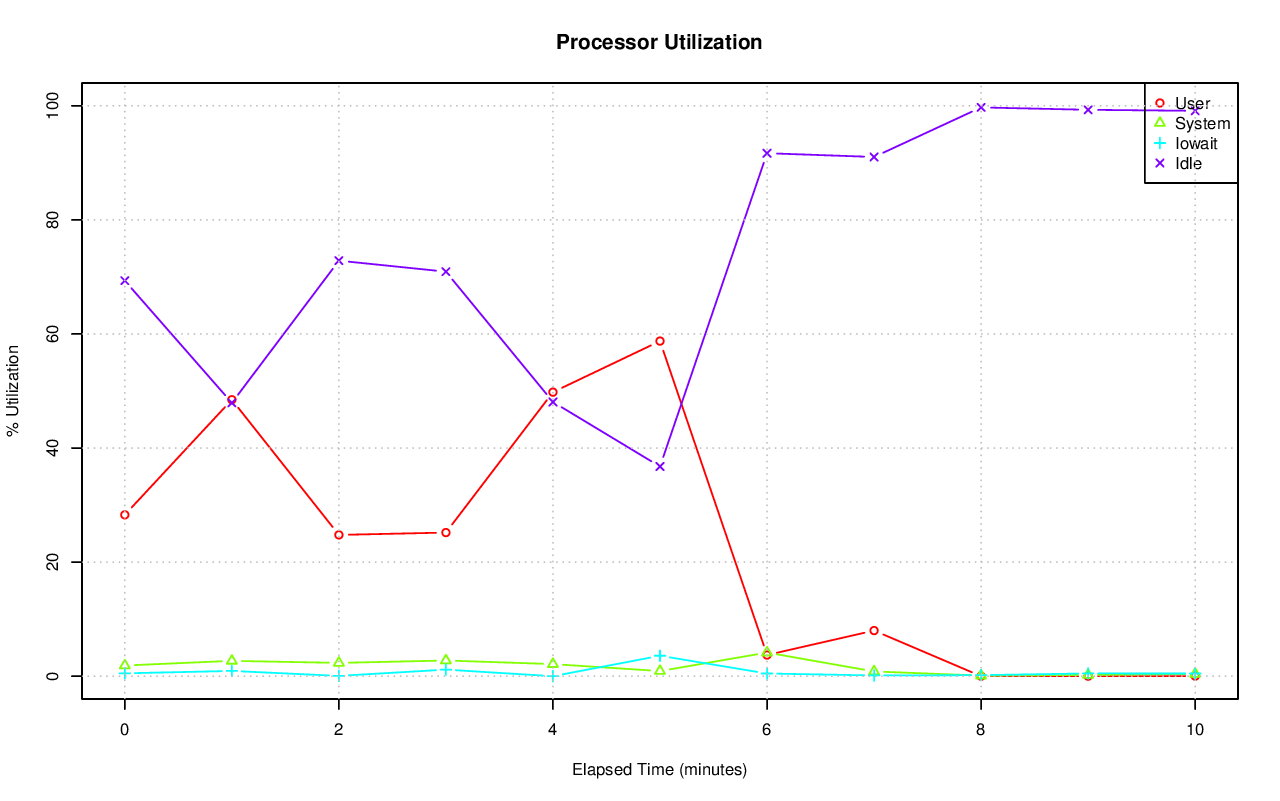 Processor Utilization
User
System
Iowait
Idle
% Utilization
100
80
60
40
20
0
0 2 4 6 8 10
Elapsed Time (minutes)